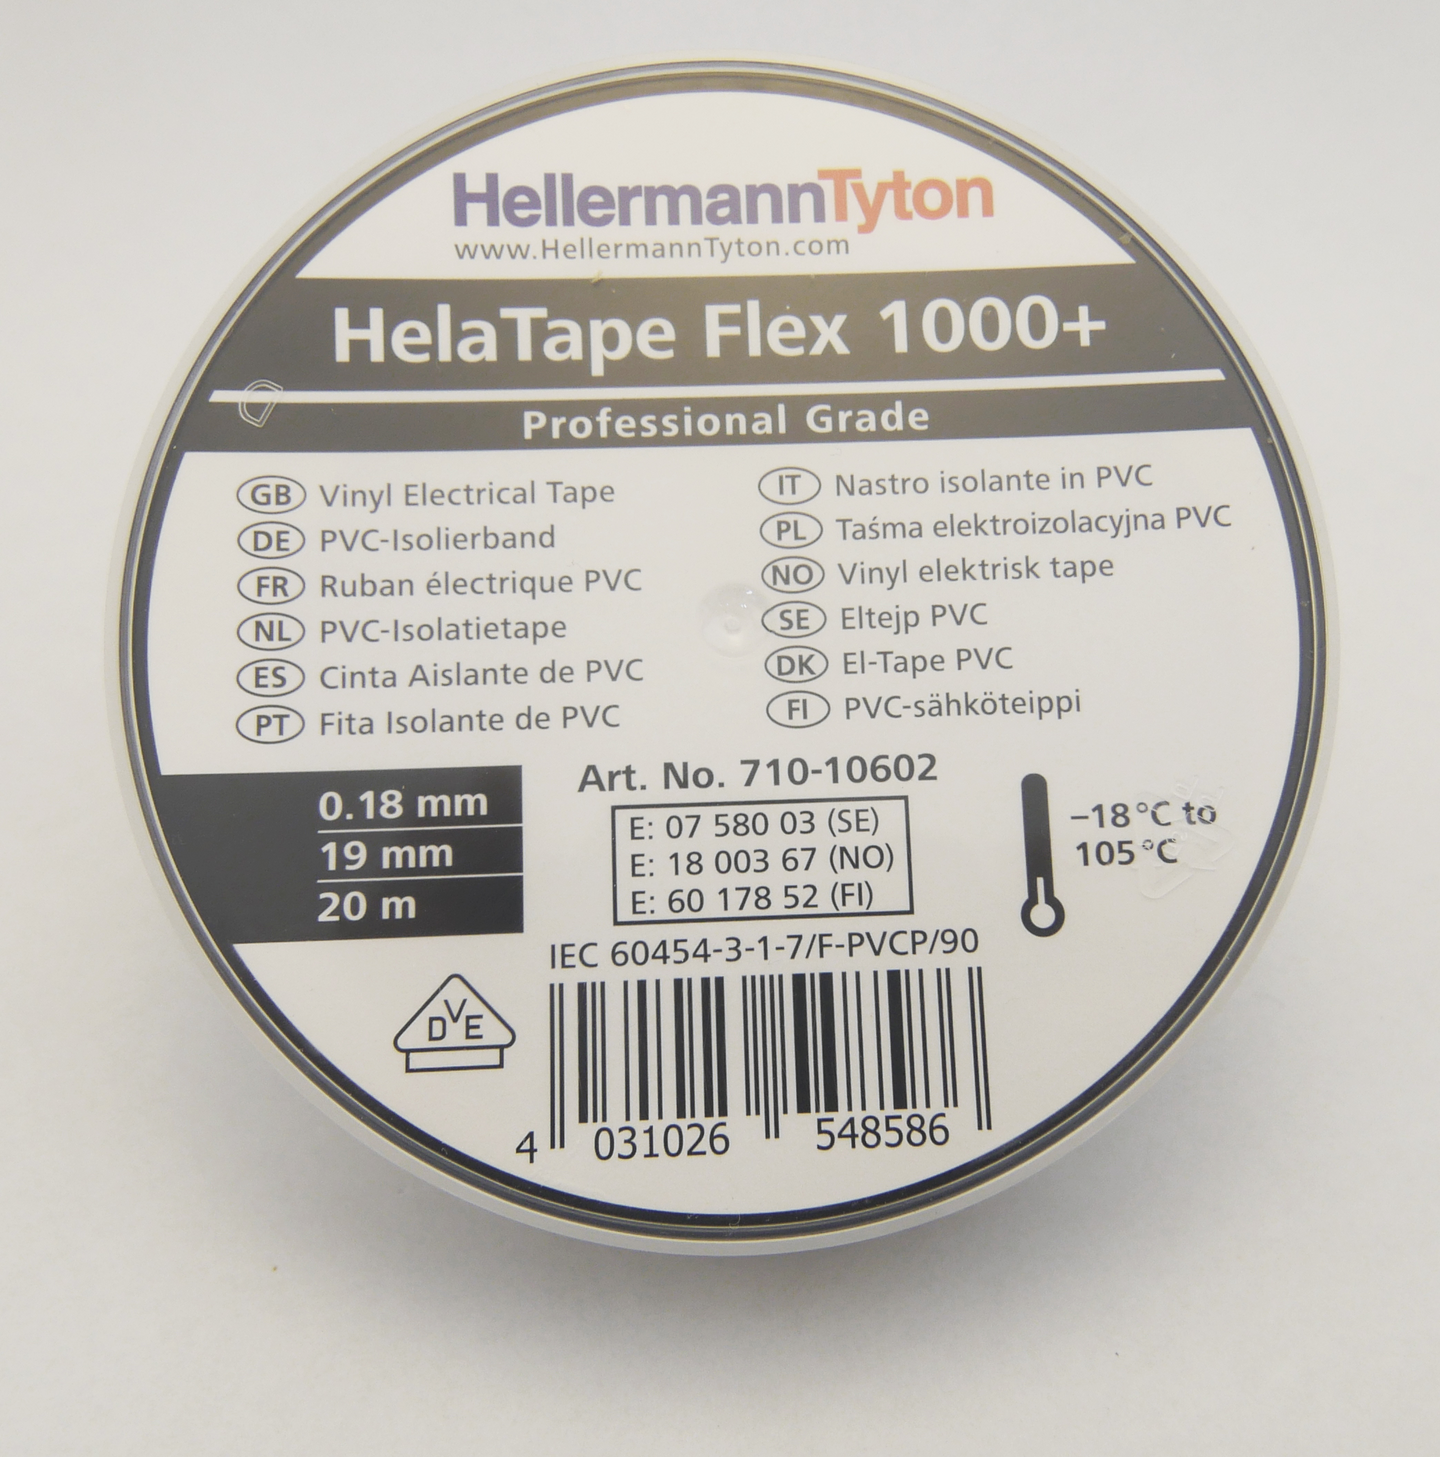 HellermannTyton
www.HellermannTyton.com
HelaTape Flex 1000+
Professional Grade
GB Vinyl Electrical Tape
DE PVC-Isolierband
FR Ruban électrique PVC
NL PVC-Isolatietape
ES Cinta Aislante de PVC
PT Fita Isolante de PVC
IT Nastro isolante in PVC
PL Taśma elektroizolacyjna PVC
NO Vinyl elektrisk tape
SE Eltejp PVC
DK El-Tape PVC
FI PVC-sähköteippi
0.18 mm
19 mm
20 m
Art. No. 710-10602
E: 07 580 03 (SE)
E: 18 003 67 (NO)
E: 60 178 52 (FI)
–18°C to
105°C
IEC 60454-3-1-7/F-PVCP/90
DVE
4 031026 548586